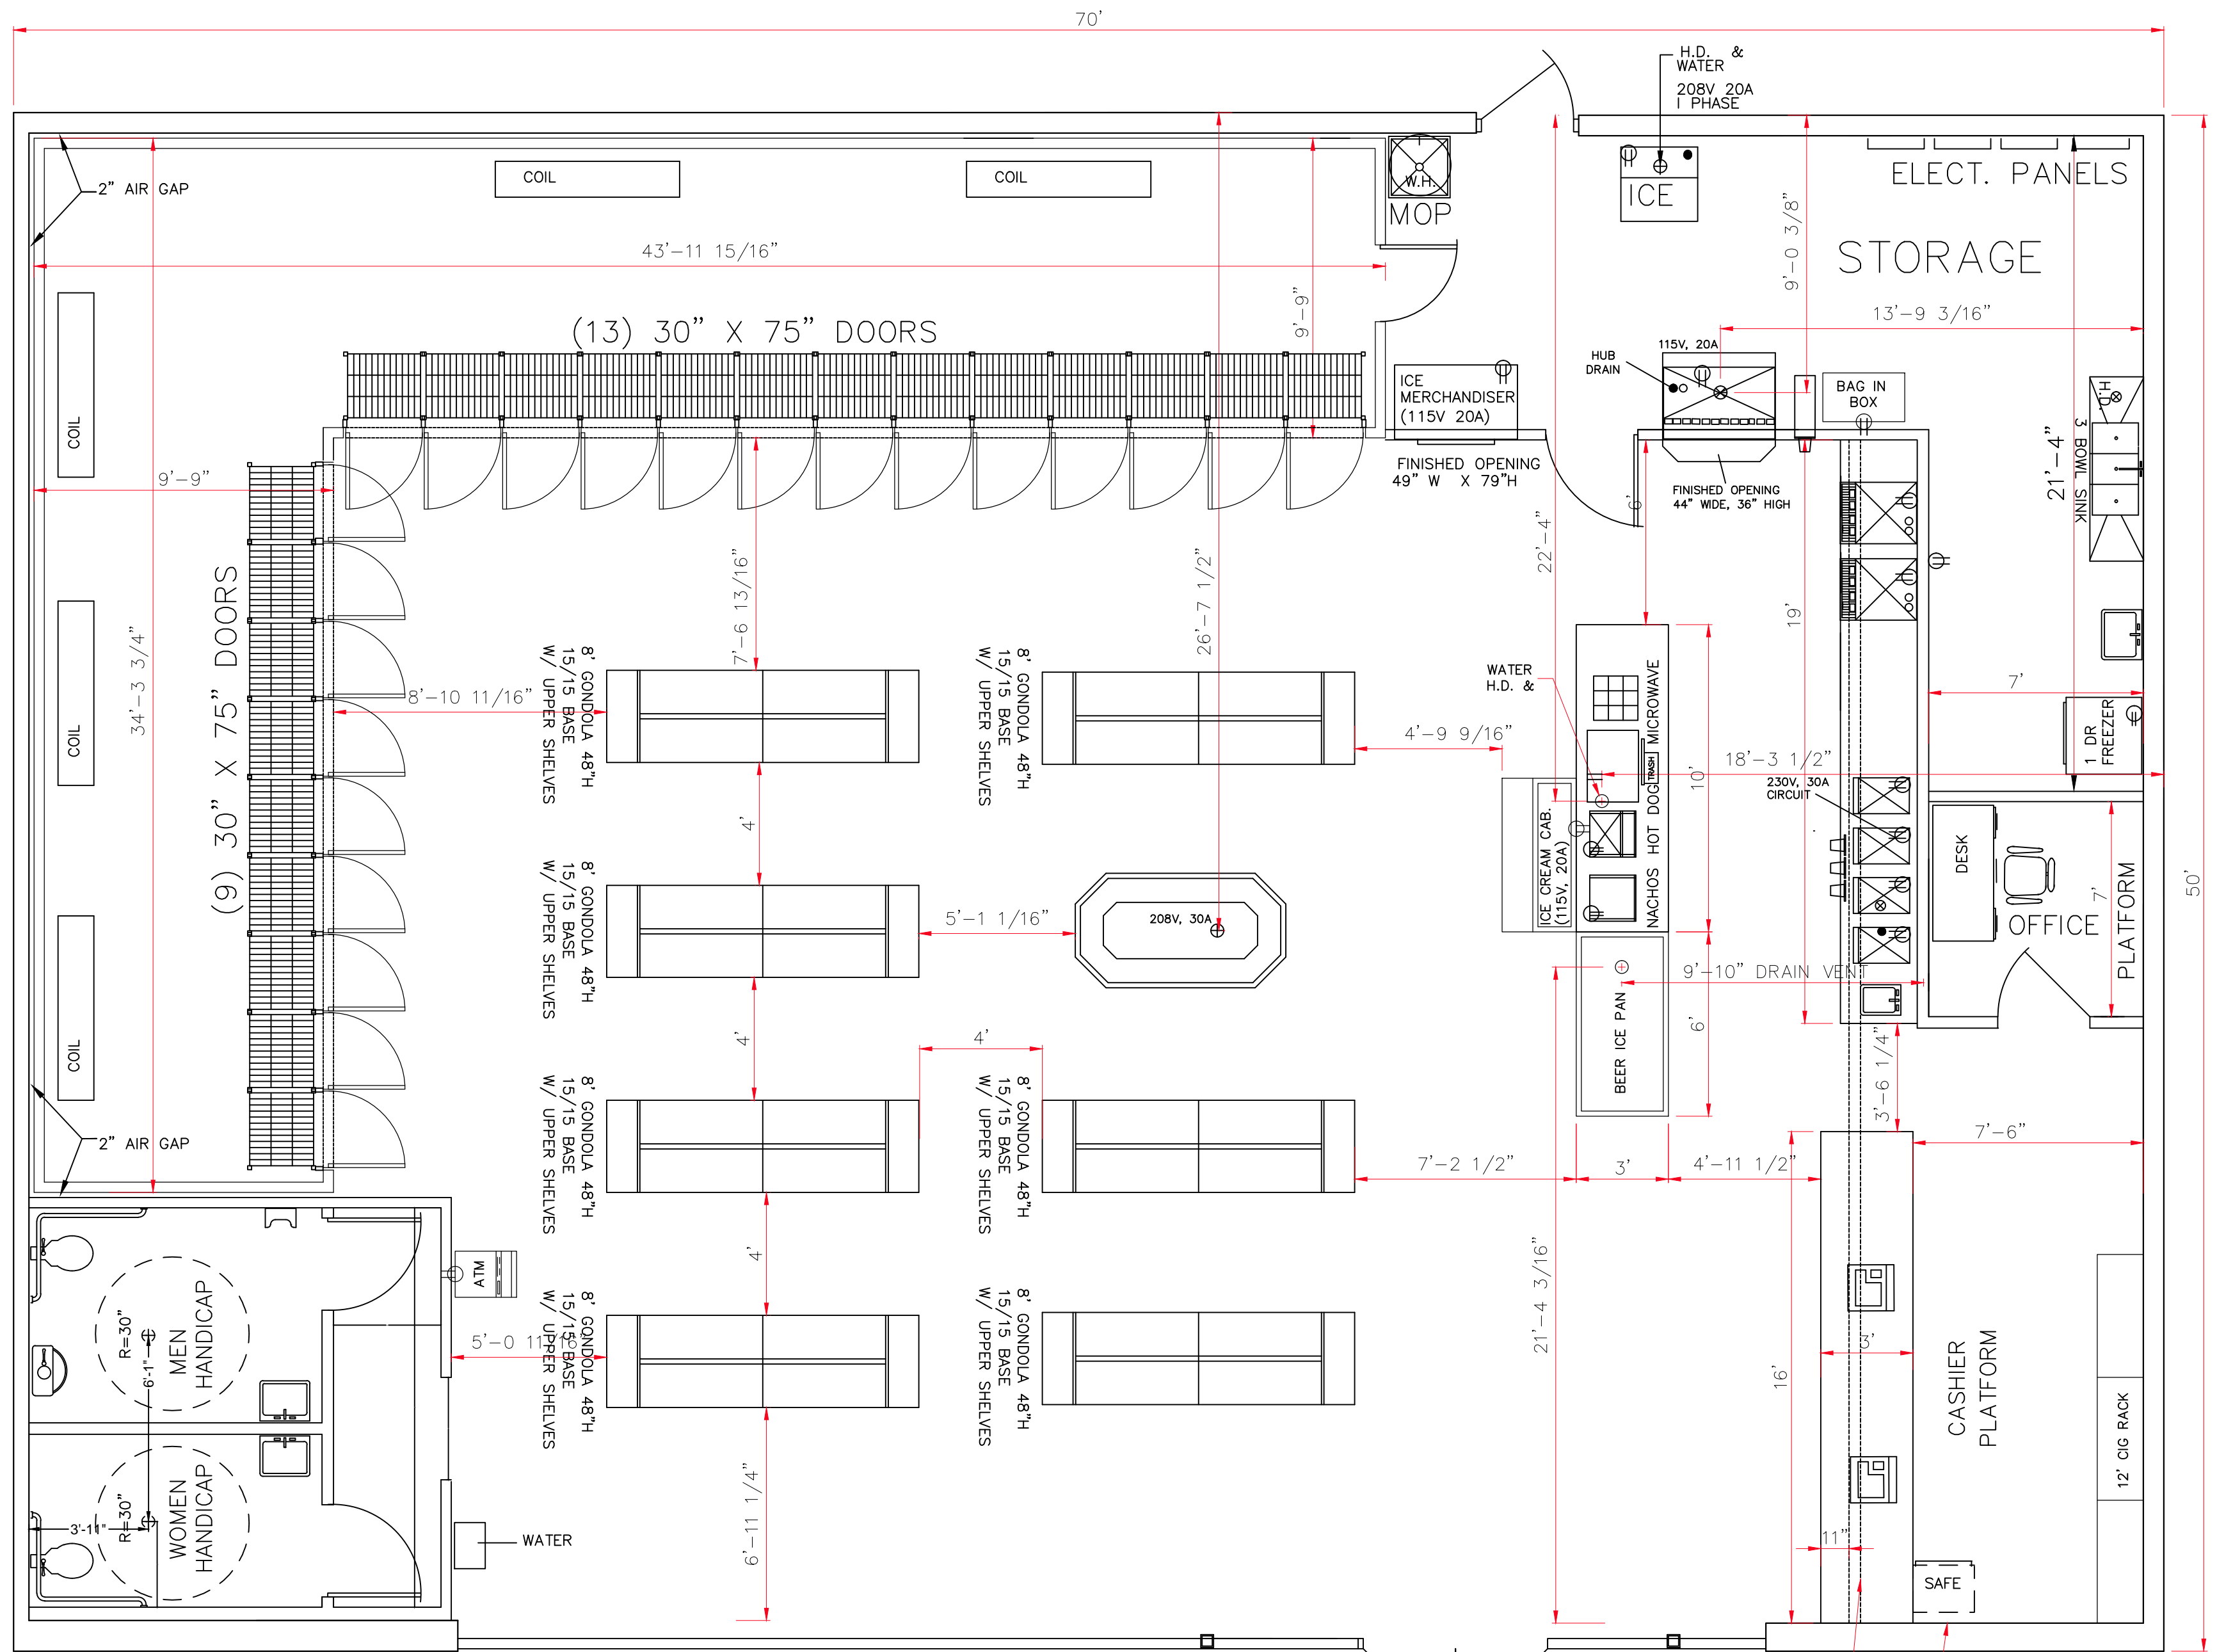 70'
H.D. &
WATER
208V 20A
I PHASE
2" AIR GAP
COIL
COIL
W.H.
MOP
ICE
ELECT. PANELS
STORAGE
9'-0 3/8"
43'-11 15/16"
9'-9"
13'-9 3/16"
(13) 30" X 75" DOORS
115V, 20A
HUB
DRAIN
ICE
MERCHANDISER
(115V 20A)
BAG IN
BOX
H.D.
3 BOWL SINK
21'-4"
COIL
9'-9"
FINISHED OPENING
49" W X 79"H
FINISHED OPENING
44" WIDE, 36" HIGH
6'
22'-4"
7'-6 13/16"
26'-7 1/2"
19'
34'-3 3/4"
(9) 30" X 75" DOORS
COIL
8'-10 11/16"
8' GONDOLA 48"H
15/15 BASE
W/ UPPER SHELVES
8' GONDOLA 48"H
15/15 BASE
W/ UPPER SHELVES
WATER
H.D. &
4'-9 9/16"
MICROWAVE
TRASH
HOT DOG
NACHOS
10'
18'-3 1/2"
230V, 30A
CIRCUIT
7'
1 DR
FREEZER
4'
ICE CREAM CAB.
(115V, 20A)
DESK
OFFICE
7'
PLATFORM
50'
8' GONDOLA 48"H
15/15 BASE
W/ UPPER SHELVES
5'-1 1/16"
208V, 30A
9'-10" DRAIN VENT
BEER ICE PAN
6'
COIL
4'
4'
3'-6 1/4"
2" AIR GAP
8' GONDOLA 48"H
15/15 BASE
W/ UPPER SHELVES
8' GONDOLA 48"H
15/15 BASE
W/ UPPER SHELVES
7'-2 1/2"
3'
4'-11 1/2"
7'-6"
ATM
4'
21'-4 3/16"
R=30"
MEN
HANDICAP
6'-1"
5'-0 11/16"
8' GONDOLA 48"H
15/15 BASE
W/ UPPER SHELVES
8' GONDOLA 48"H
15/15 BASE
W/ UPPER SHELVES
16'
3'
CASHIER
PLATFORM
12' CIG RACK
3'-11"
R=30"
WOMEN
HANDICAP
WATER
6'-11 1/4"
11"
SAFE